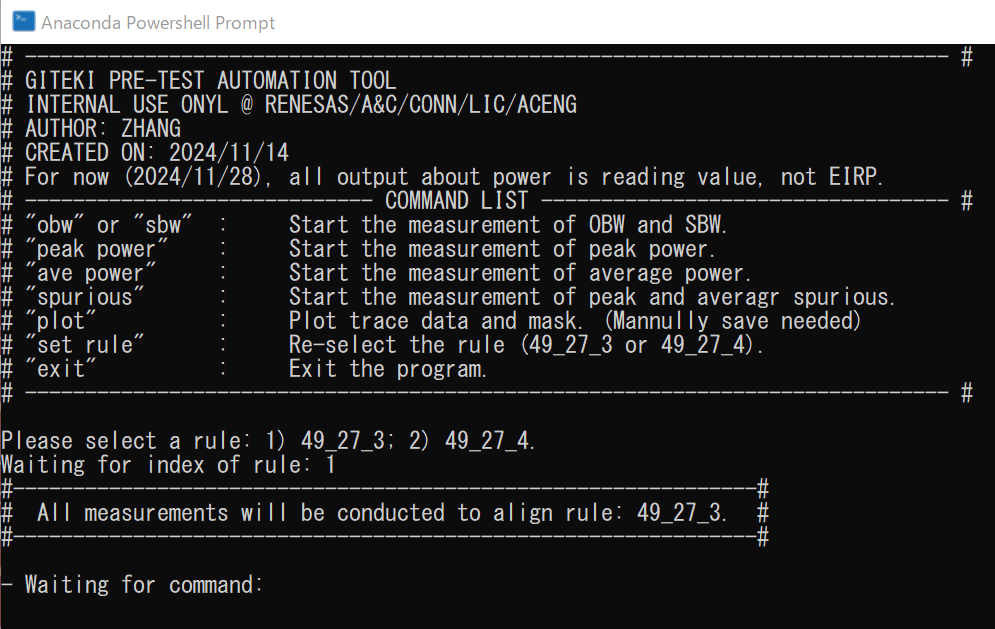 Anaconda Powershell Prompt
# ----------------------------------------------------------------------------- #
# GITEKI PRE-TEST AUTOMATION TOOL
# INTERNAL USE ONYL @ RENESAS/A&C/CONN/LIC/ACENG
# AUTHOR: ZHANG
# CREATED ON: 2024/11/14
# For now (2024/11/28), all output about power is reading value, not EIRP.
# ----------------------------- COMMAND LIST ---------------------------------- #
# "obw" or "sbw"  :     Start the measurement of OBW and SBW.
# "peak power"    :     Start the measurement of peak power.
# "ave power"     :     Start the measurement of average power.
# "spurious"      :     Start the measurement of peak and averagr spurious.
# "plot"          :     Plot trace data and mask. (Mannully save needed)
# "set rule"      :     Re-select the rule (49_27_3 or 49_27_4).
# "exit"          :     Exit the program.
# ----------------------------------------------------------------------------- #
Please select a rule: 1) 49_27_3; 2) 49_27_4.
Waiting for index of rule: 1
#--------------------------------------------------------------#
#  All measurements will be conducted to align rule: 49_27_3.  #
#--------------------------------------------------------------#
- Waiting for command: